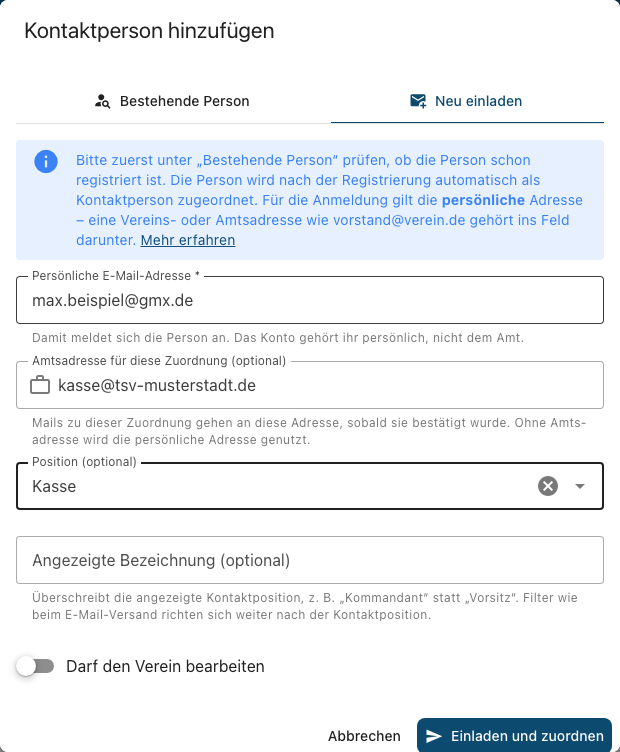 Kontaktperson hinzufügen
Bestehende Person
Neu einladen
Bitte zuerst unter „Bestehende Person“ prüfen, ob die Person schon
registriert ist. Die Person wird nach der Registrierung automatisch als
Kontaktperson zugeordnet. Für die Anmeldung gilt die persönliche Adresse
– eine Vereins- oder Amtsadresse wie vorstand@verein.de gehört ins Feld
darunter. Mehr erfahren
Persönliche E-Mail-Adresse *
max.beispiel@gmx.de
Damit meldet sich die Person an. Das Konto gehört ihr persönlich, nicht dem Amt.
Amtsadresse für diese Zuordnung (optional)
kasse@tsv-musterstadt.de
Mails zu dieser Zuordnung gehen an diese Adresse, sobald sie bestätigt wurde. Ohne Amts-
adresse wird die persönliche Adresse genutzt.
Position (optional)
Kasse
Angezeigte Bezeichnung (optional)
Überschreibt die angezeigte Kontaktposition, z. B. „Kommandant“ statt „Vorsitz“. Filter wie
beim E-Mail-Versand richten sich weiter nach der Kontaktposition.
Darf den Verein bearbeiten
Abbrechen
Einladen und zuordnen